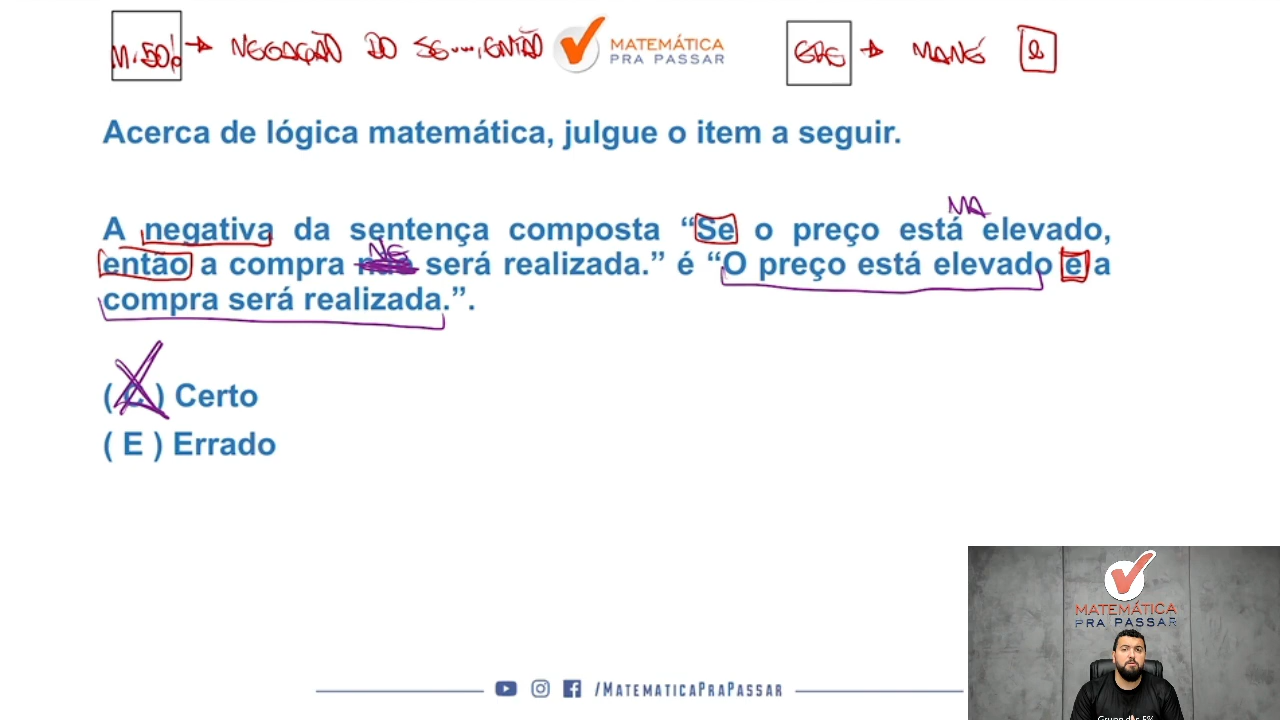 M.50% → NEGAÇÃO DO SE...,ENTÃO
MATEMÁTICA
PRA PASSAR
→ MANÉ e
Acerca de lógica matemática, julgue o item a seguir.
MA
A negativa da sentença composta “Se o preço está elevado,
NE
então a compra não será realizada.” é “O preço está elevado e a
compra será realizada.”.
( C ) Certo
( E ) Errado
MATEMÁTICA
PRA PASSAR
/MATEMATICAPRAPASSAR